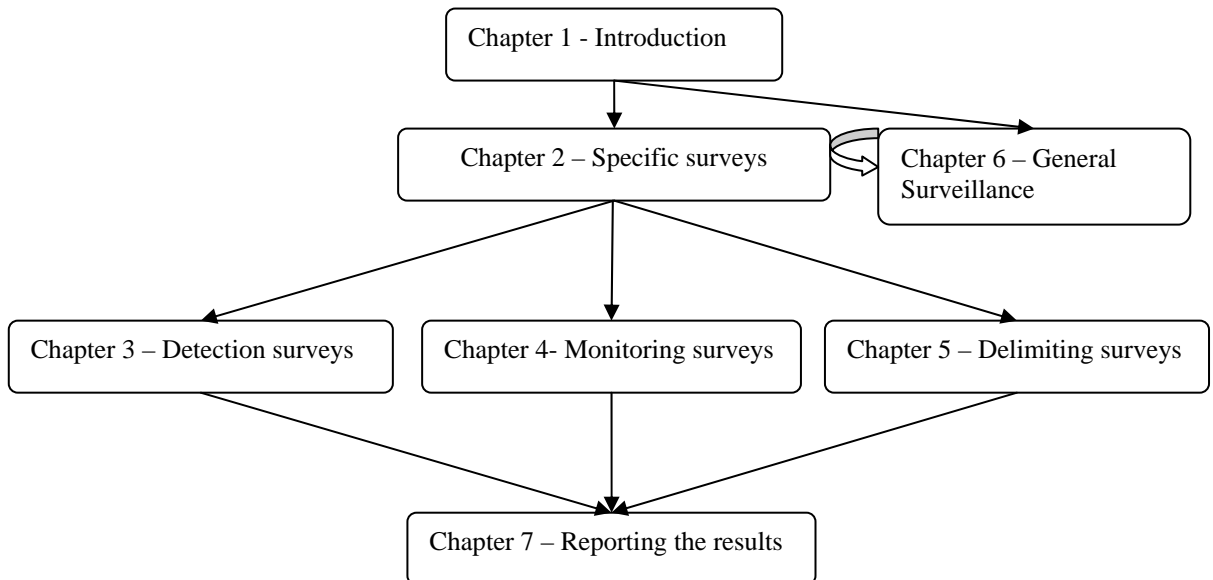 Chapter 1 - Introduction
Chapter 2 – Specific surveys
Chapter 6 – General
Surveillance
Chapter 3 – Detection surveys
Chapter 4- Monitoring surveys
Chapter 5 – Delimiting surveys
Chapter 7 – Reporting the results